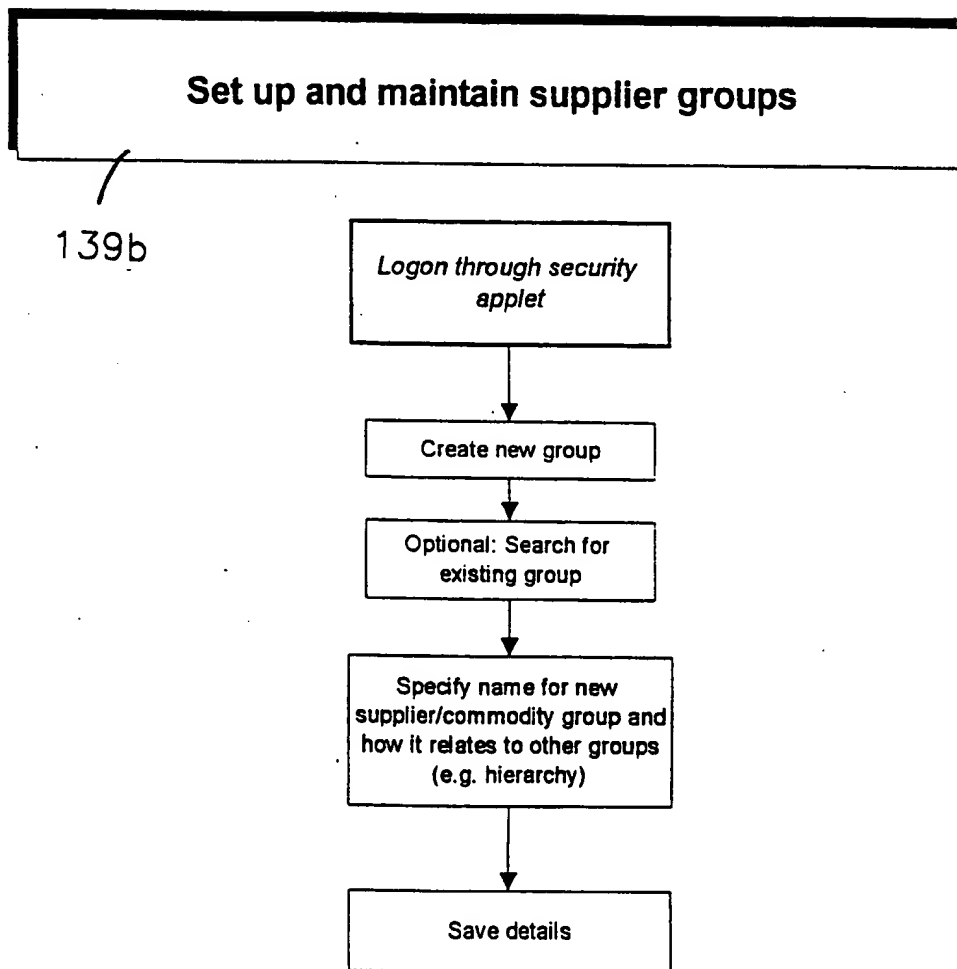 Set up and maintain supplier groups
139b
Logon through security
applet
Create new group
Optional: Search for
existing group
Specify name for new
supplier/commodity group and
how it relates to other groups
(e.g. hierarchy)
Save details